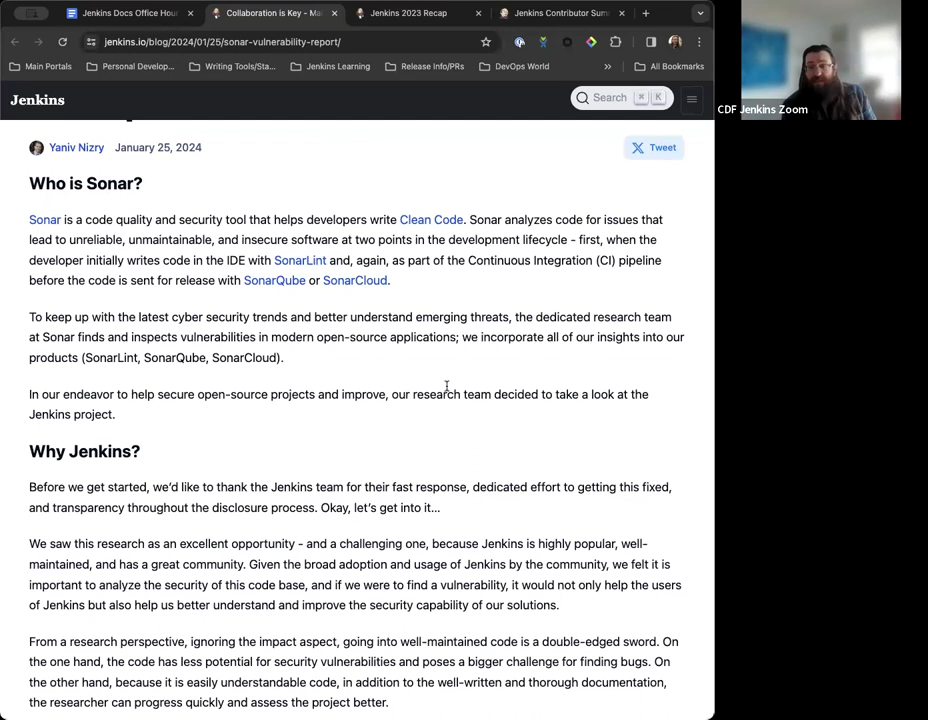 Jenkins Docs Office Hour
Collaboration is Key - Ma
Jenkins 2023 Recap
Jenkins Contributor Sum
jenkins.io/blog/2024/01/25/sonar-vulnerability-report/
Main Portals
Personal Develop...
Writing Tools/Sta...
Jenkins Learning
Release Info/PRs
DevOps World
»
All Bookmarks
Jenkins
Search ⌘ K
CDF Jenkins Zoom
Yaniv Nizry January 25, 2024
Tweet
Who is Sonar?
Sonar is a code quality and security tool that helps developers write Clean Code. Sonar analyzes code for issues that
lead to unreliable, unmaintainable, and insecure software at two points in the development lifecycle - first, when the
developer initially writes code in the IDE with SonarLint and, again, as part of the Continuous Integration (CI) pipeline
before the code is sent for release with SonarQube or SonarCloud.
To keep up with the latest cyber security trends and better understand emerging threats, the dedicated research team
at Sonar finds and inspects vulnerabilities in modern open-source applications; we incorporate all of our insights into our
products (SonarLint, SonarQube, SonarCloud).
In our endeavor to help secure open-source projects and improve, our research team decided to take a look at the
Jenkins project.
Why Jenkins?
Before we get started, we'd like to thank the Jenkins team for their fast response, dedicated effort to getting this fixed,
and transparency throughout the disclosure process. Okay, let's get into it...
We saw this research as an excellent opportunity - and a challenging one, because Jenkins is highly popular, well-
maintained, and has a great community. Given the broad adoption and usage of Jenkins by the community, we felt it is
important to analyze the security of this code base, and if we were to find a vulnerability, it would not only help the users
of Jenkins but also help us better understand and improve the security capability of our solutions.
From a research perspective, ignoring the impact aspect, going into well-maintained code is a double-edged sword. On
the one hand, the code has less potential for security vulnerabilities and poses a bigger challenge for finding bugs. On
the other hand, because it is easily understandable code, in addition to the well-written and thorough documentation,
the researcher can progress quickly and assess the project better.